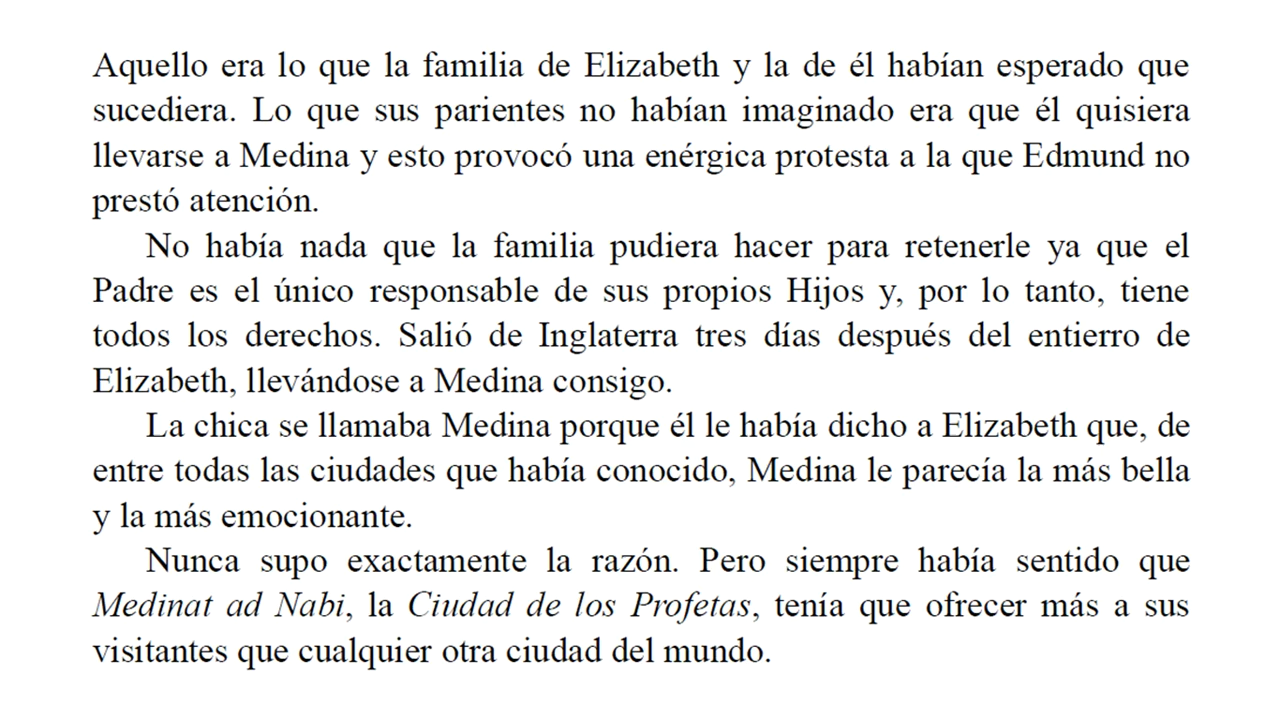 Aquello era lo que la familia de Elizabeth y la de él habían esperado que
sucediera. Lo que sus parientes no habían imaginado era que él quisiera
llevarse a Medina y esto provocó una enérgica protesta a la que Edmund no
prestó atención.
No había nada que la familia pudiera hacer para retenerle ya que el
Padre es el único responsable de sus propios Hijos y, por lo tanto, tiene
todos los derechos. Salió de Inglaterra tres días después del entierro de
Elizabeth, llevándose a Medina consigo.
La chica se llamaba Medina porque él le había dicho a Elizabeth que, de
entre todas las ciudades que había conocido, Medina le parecía la más bella
y la más emocionante.
Nunca supo exactamente la razón. Pero siempre había sentido que
Medinat ad Nabi, la Ciudad de los Profetas, tenía que ofrecer más a sus
visitantes que cualquier otra ciudad del mundo.